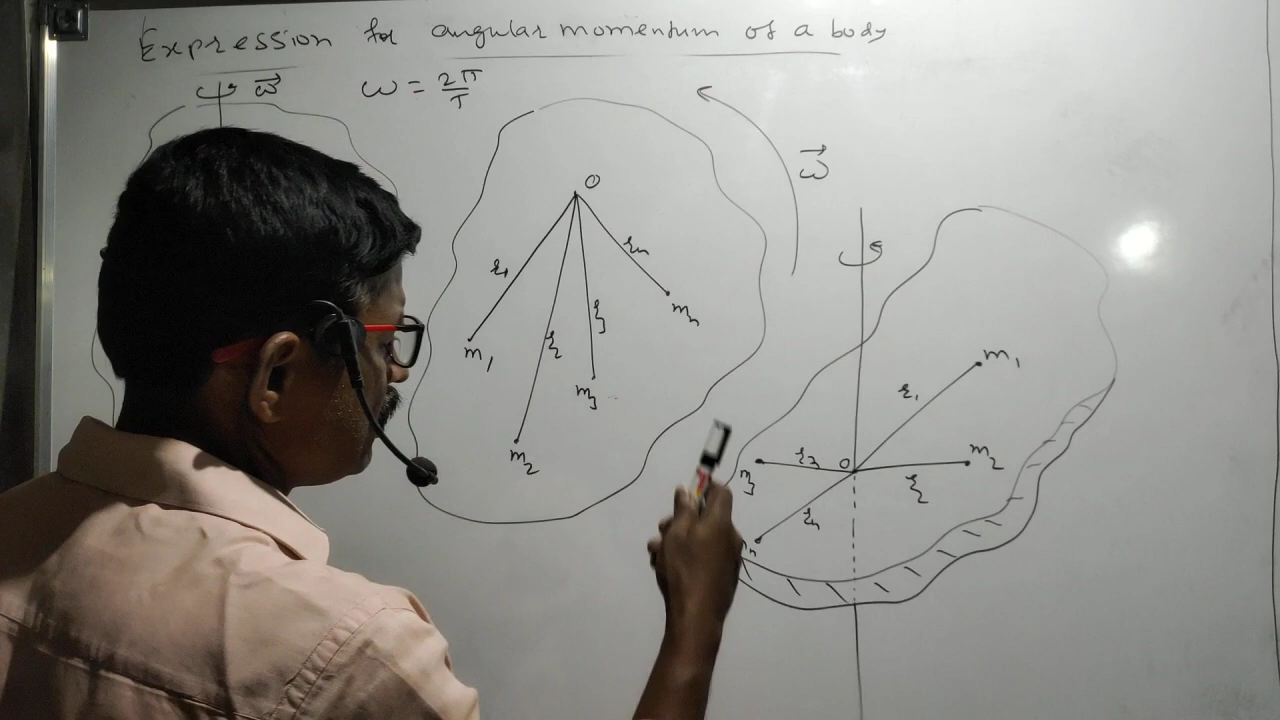 Expression for angular momentum of a body
ω⃗
ω = 2π/T
ω⃗
O
r₁
r₂
r₃
rₙ
m₁
m₂
m₃
mₙ
O
r₁
m₁
r₂
m₂
r₃
m₃
rₙ